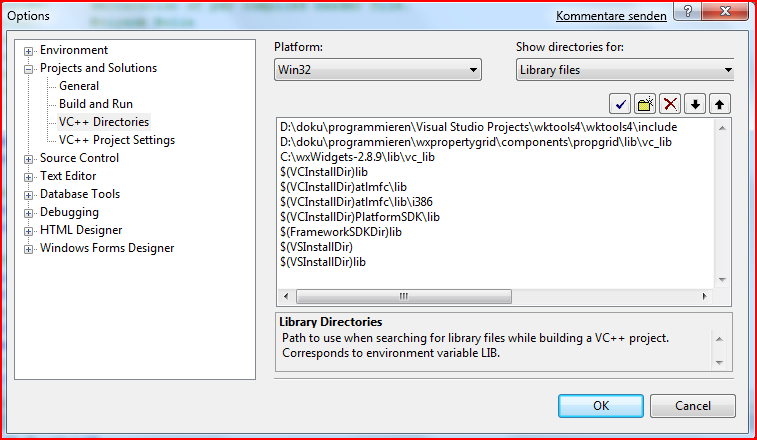 Options
Kommentare senden
?
Environment
Projects and Solutions
General
Build and Run
VC++ Directories
VC++ Project Settings
Source Control
Text Editor
Database Tools
Debugging
HTML Designer
Windows Forms Designer
Platform:
Win32
Show directories for:
Library files
D:\doku\programmieren\Visual Studio Projects\wktools4\wktools4\include
D:\doku\programmieren\wxpropertygrid\components\propgrid\lib\vc_lib
C:\wxWidgets-2.8.9\lib\vc_lib
$(VCInstallDir)lib
$(VCInstallDir)atlmfc\lib
$(VCInstallDir)atlmfc\lib\i386
$(VCInstallDir)PlatformSDK\lib
$(FrameworkSDKDir)lib
$(VSInstallDir)
$(VSInstallDir)lib
Library Directories
Path to use when searching for library files while building a VC++ project.
Corresponds to environment variable LIB.
OK
Cancel